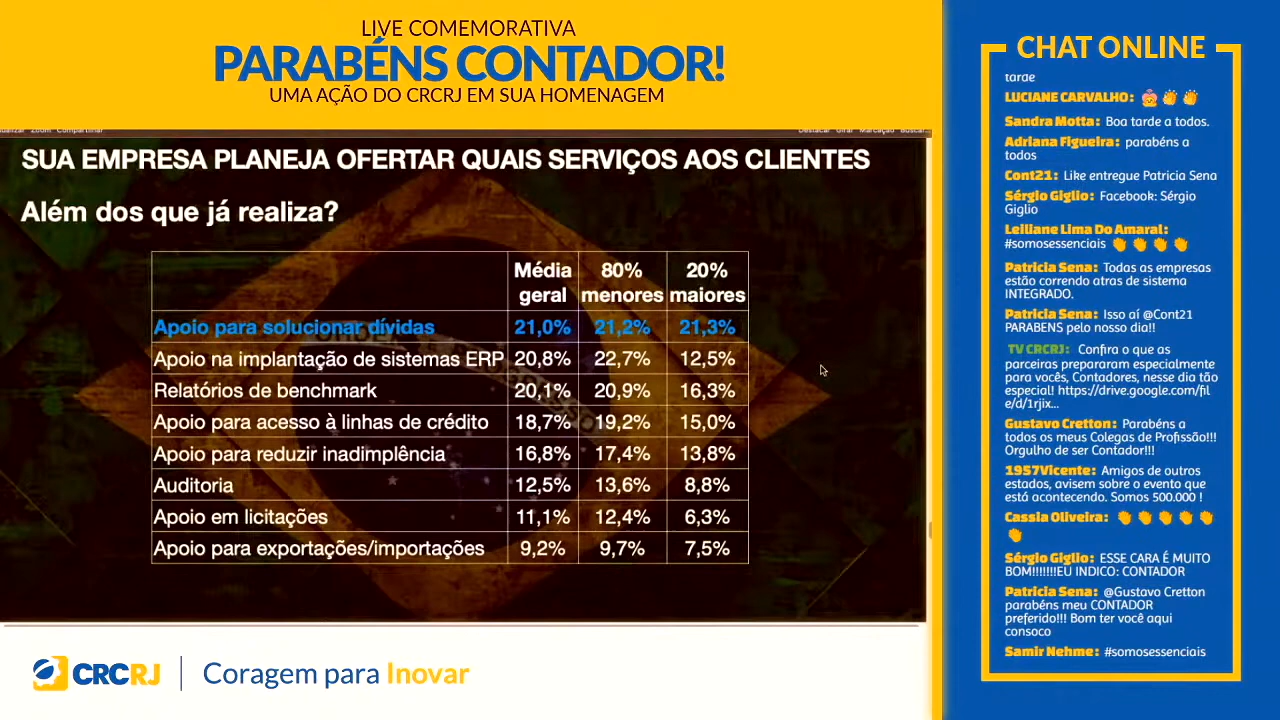 LIVE COMEMORATIVA
PARABÉNS CONTADOR!
UMA AÇÃO DO CRCRJ EM SUA HOMENAGEM
SUA EMPRESA PLANEJA OFERTAR QUAIS SERVIÇOS AOS CLIENTES
Além dos que já realiza?
Média geral 80% menores 20% maiores
Apoio para solucionar dívidas 21,0% 21,2% 21,3%
Apoio na implantação de sistemas ERP 20,8% 22,7% 12,5%
Relatórios de benchmark 20,1% 20,9% 16,3%
Apoio para acesso à linhas de crédito 18,7% 19,2% 15,0%
Apoio para reduzir inadimplência 16,8% 17,4% 13,8%
Auditoria 12,5% 13,6% 8,8%
Apoio em licitações 11,1% 12,4% 6,3%
Apoio para exportações/importações 9,2% 9,7% 7,5%
CRCRJ
Coragem para Inovar
CHAT ONLINE
tarde
LUCIANE CARVALHO: 👏 👏
Sandra Motta: Boa tarde a todos.
Adriana Figueira: parabéns a
todos
Cont21: Like entregue Patricia Sena
Sérgio Giglio: Facebook: Sérgio
Giglio
Leiliane Lima Do Amaral:
#somosessenciais 👏 👏 👏 👏
Patricia Sena: Todas as empresas
estão correndo atras de sistema
INTEGRADO.
Patricia Sena: Isso aí @Cont21
PARABENS pelo nosso dia!!
TV CRCRJ: Confira o que as
parceiras prepararam especialmente
para vocês, Contadores, nesse dia tão
especial! https://drive.google.com/fil
e/d/1rjix...
Gustavo Cretton: Parabéns a
todos os meus Colegas de Profissão!!!
Orgulho de ser Contador!!!
1957Vicente: Amigos de outros
estados, avisem sobre o evento que
está acontecendo. Somos 500.000 !
Cassia Oliveira: 👏 👏 👏 👏 👏
👏
Sérgio Giglio: ESSE CARA É MUITO
BOM!!!!!!!EU INDICO: CONTADOR
Patricia Sena: @Gustavo Cretton
parabéns meu CONTADOR
preferido!!! Bom ter você aqui
consoco
Samir Nehme: #somosessenciais